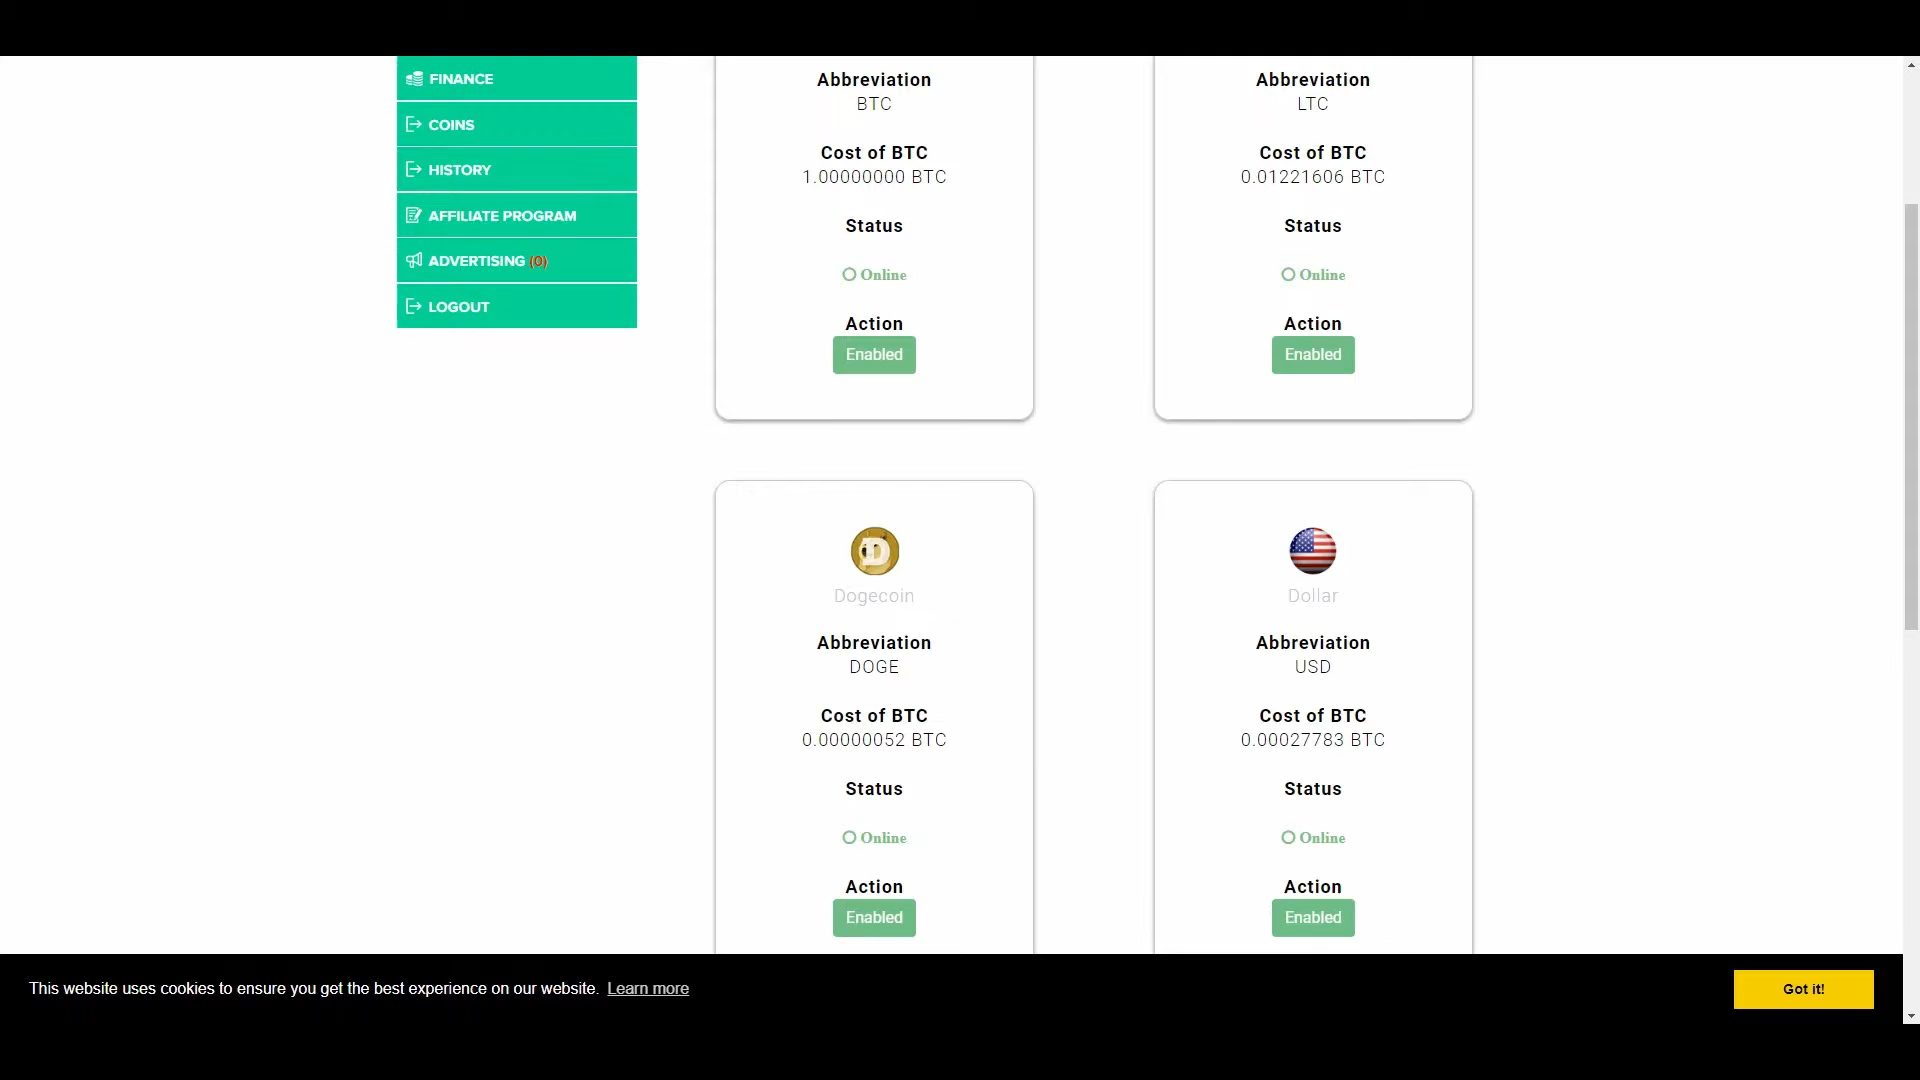 FINANCE
COINS
HISTORY
AFFILIATE PROGRAM
ADVERTISING (0)
LOGOUT
Abbreviation
BTC
Cost of BTC
1.00000000 BTC
Status
Online
Action
Enabled
Abbreviation
LTC
Cost of BTC
0.01221606 BTC
Status
Online
Action
Enabled
Dogecoin
Abbreviation
DOGE
Cost of BTC
0.00000052 BTC
Status
Online
Action
Enabled
Dollar
Abbreviation
USD
Cost of BTC
0.00027783 BTC
Status
Online
Action
Enabled
This website uses cookies to ensure you get the best experience on our website. Learn more
Got it!